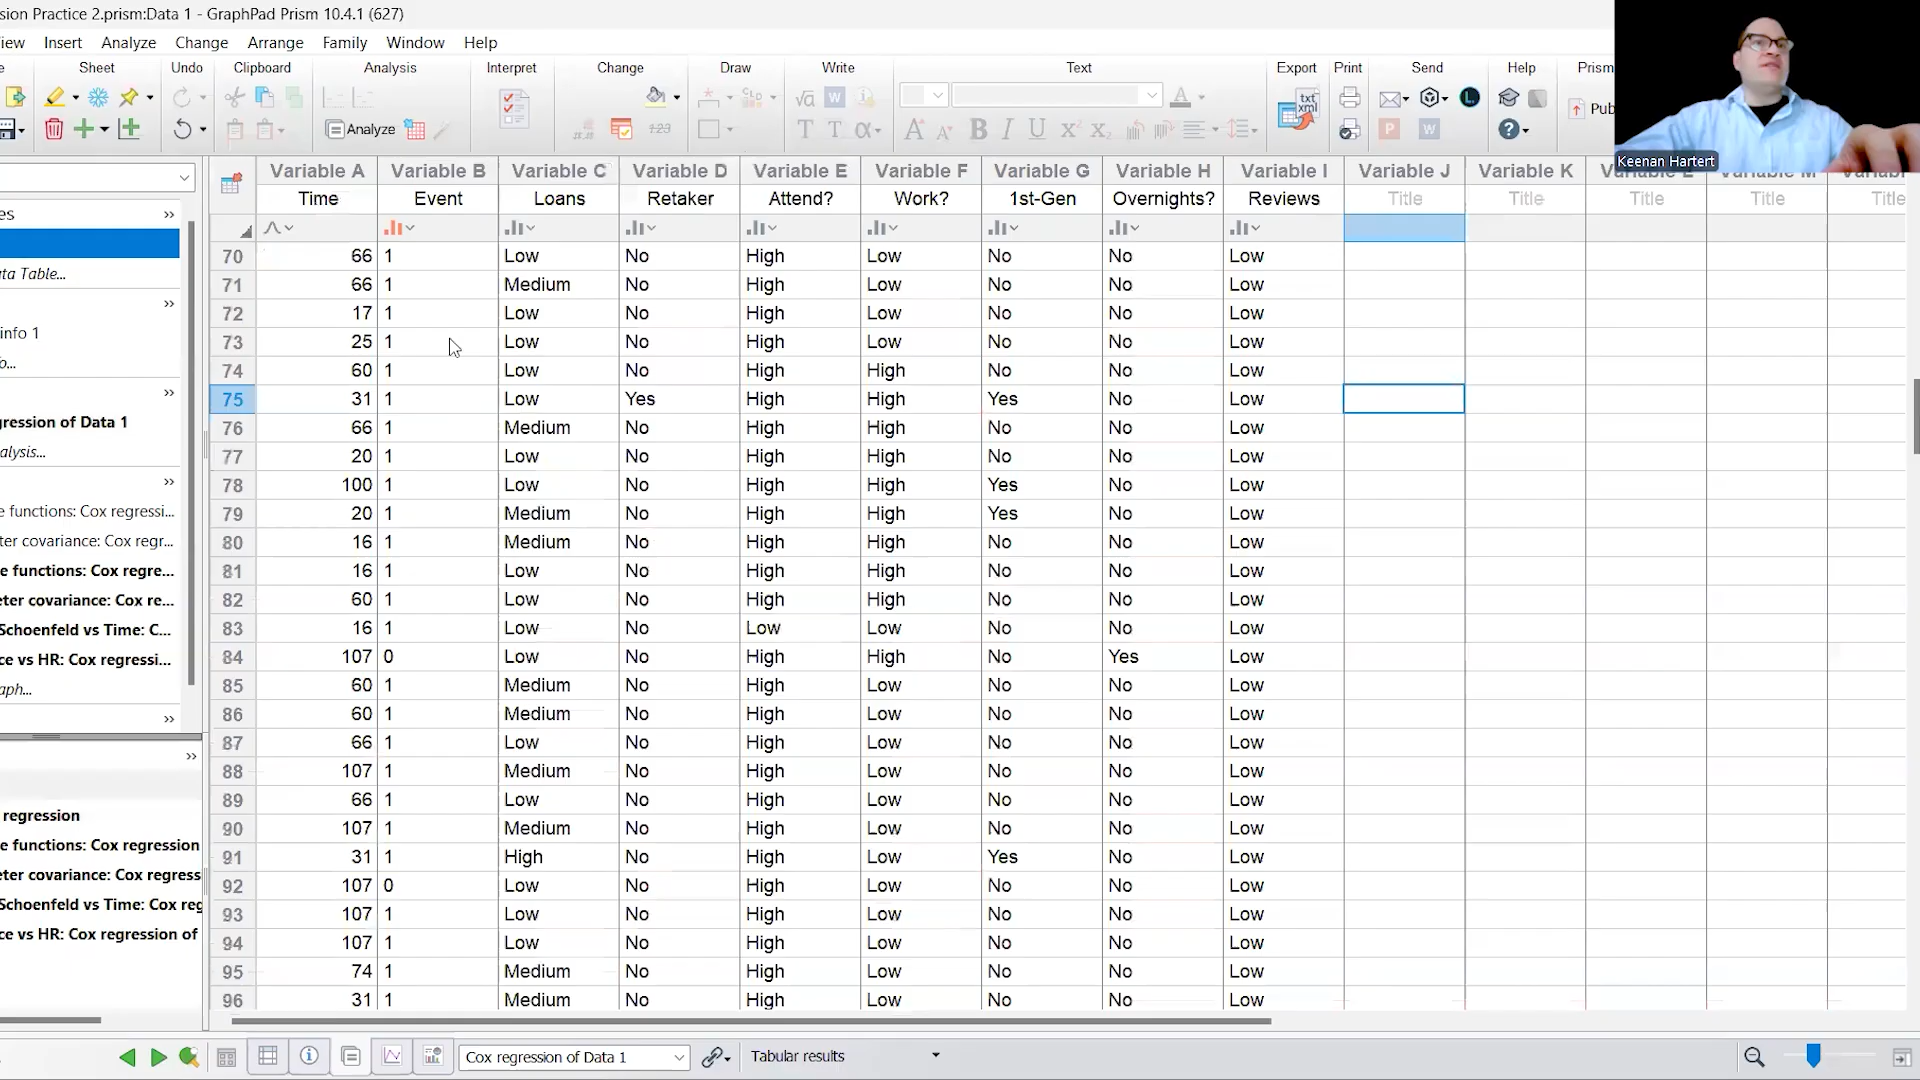 sion Practice 2.prism:Data 1 - GraphPad Prism 10.4.1 (627)
iew Insert Analyze Change Arrange Family Window Help
Sheet Undo Clipboard Analysis Interpret Change Draw Write Text Export Print Send Help Prism
Analyze
Pub
Keenan Hartert
Variable A Variable B Variable C Variable D Variable E Variable F Variable G Variable H Variable I Variable J Variable K
Time Event Loans Retaker Attend? Work? 1st-Gen Overnights? Reviews Title Title Title Title Title
70 66 1 Low No High Low No No Low
71 66 1 Medium No High Low No No Low
72 17 1 Low No High Low No No Low
73 25 1 Low No High Low No No Low
74 60 1 Low No High High No No Low
75 31 1 Low Yes High High Yes No Low
76 66 1 Medium No High High No No Low
77 20 1 Low No High High No No Low
78 100 1 Low No High High Yes No Low
79 20 1 Medium No High High Yes No Low
80 16 1 Medium No High High No No Low
81 16 1 Low No High High No No Low
82 60 1 Low No High High No No Low
83 16 1 Low No Low Low No No Low
84 107 0 Low No High High No Yes Low
85 60 1 Medium No High Low No No Low
86 60 1 Medium No High Low No No Low
87 66 1 Low No High Low No No Low
88 107 1 Medium No High Low No No Low
89 66 1 Low No High Low No No Low
90 107 1 Medium No High Low No No Low
91 31 1 High No High Low Yes No Low
92 107 0 Low No High Low No No Low
93 107 1 Low No High Low No No Low
94 107 1 Low No High Low No No Low
95 74 1 Medium No High Low No No Low
96 31 1 Medium No High Low No No Low
es
ata Table...
info 1
o...
gression of Data 1
alysis...
e functions: Cox regressi...
ter covariance: Cox regr...
e functions: Cox regre...
eter covariance: Cox re...
Schoenfeld vs Time: C...
ce vs HR: Cox regressi...
aph...
regression
e functions: Cox regression
eter covariance: Cox regress
Schoenfeld vs Time: Cox reg
ce vs HR: Cox regression of
Cox regression of Data 1
Tabular results